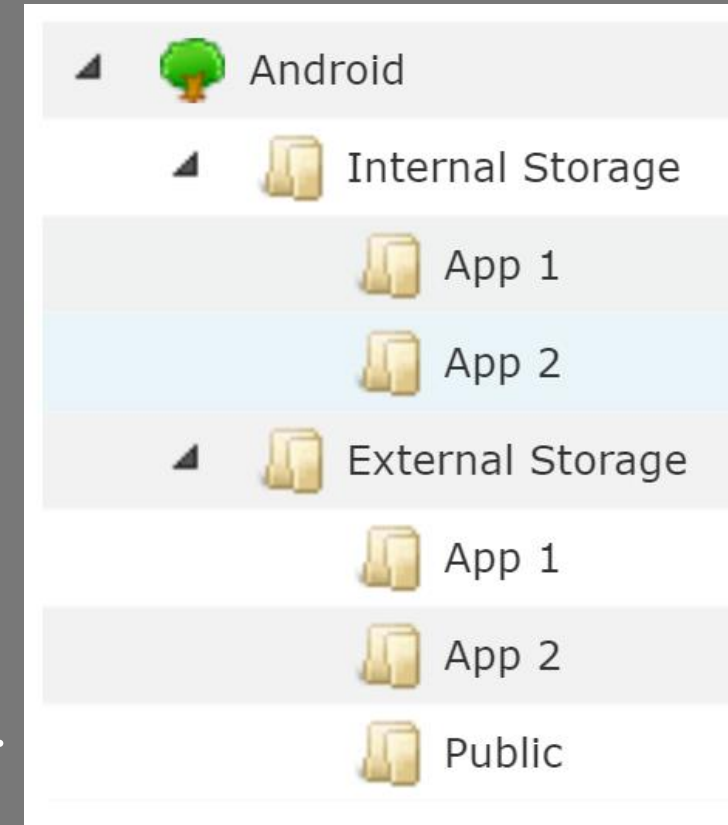 Android
Internal Storage
App 1
App 2
External Storage
App 1
App 2
Public